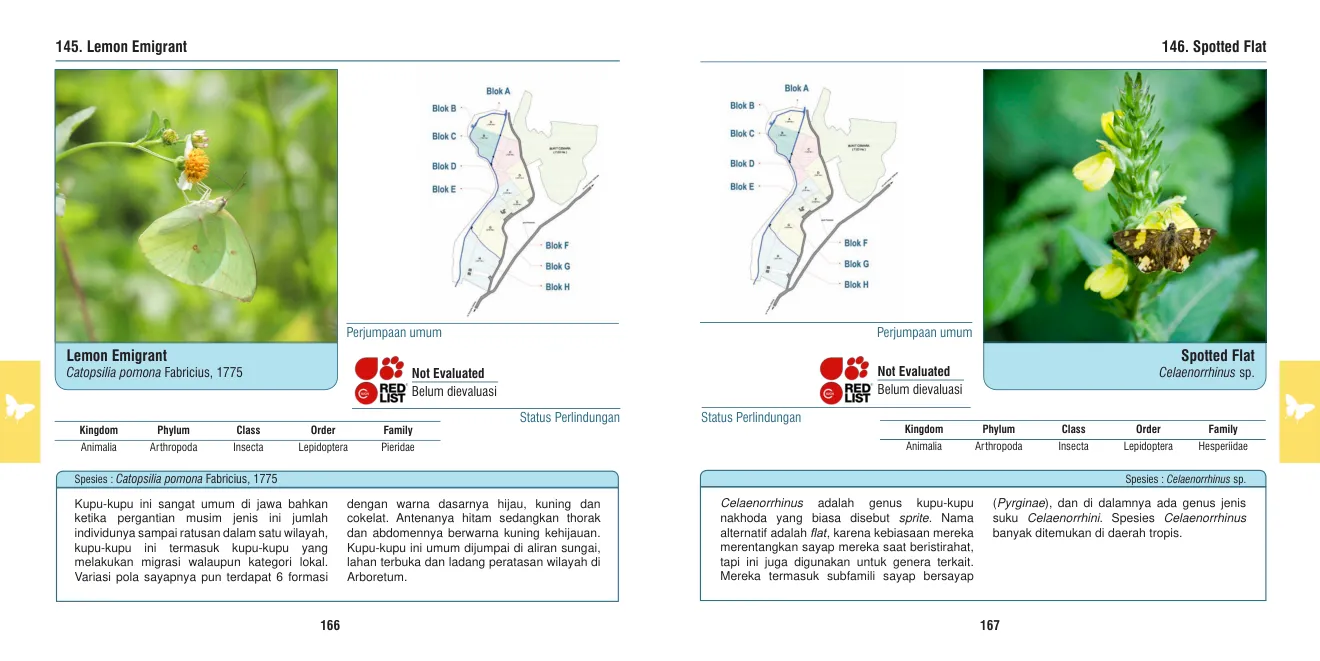 145. Lemon Emigrant
Blok A
Blok B
Blok C
Blok D
Blok E
Blok F
Blok G
Blok H
Perjumpaan umum
Lemon Emigrant
Catopsilia pomona Fabricius, 1775
RED
LIST
Not Evaluated
Belum dievaluasi
Status Perlindungan
Kingdom Phylum Class Order Family
Animalia Arthropoda Insecta Lepidoptera Pieridae
Spesies : Catopsilia pomona Fabricius, 1775
Kupu-kupu ini sangat umum di jawa bahkan
ketika pergantian musim jenis ini jumlah
individunya sampai ratusan dalam satu wilayah,
kupu-kupu ini termasuk kupu-kupu yang
melakukan migrasi walaupun kategori lokal.
Variasi pola sayapnya pun terdapat 6 formasi
dengan warna dasarnya hijau, kuning dan
cokelat. Antenanya hitam sedangkan thorak
dan abdomennya berwarna kuning kehijauan.
Kupu-kupu ini umum dijumpai di aliran sungai,
lahan terbuka dan ladang peratasan wilayah di
Arboretum.
166
146. Spotted Flat
Blok A
Blok B
Blok C
Blok D
Blok E
Blok F
Blok G
Blok H
Perjumpaan umum
Spotted Flat
Celaenorrhinus sp.
RED
LIST
Not Evaluated
Belum dievaluasi
Status Perlindungan
Kingdom Phylum Class Order Family
Animalia Arthropoda Insecta Lepidoptera Hesperiidae
Spesies : Celaenorrhinus sp.
Celaenorrhinus adalah genus kupu-kupu
nakhoda yang biasa disebut sprite. Nama
alternatif adalah flat, karena kebiasaan mereka
merentangkan sayap mereka saat beristirahat,
tapi ini juga digunakan untuk genera terkait.
Mereka termasuk subfamili sayap bersayap
(Pyrginae), dan di dalamnya ada genus jenis
suku Celaenorrhini. Spesies Celaenorrhinus
banyak ditemukan di daerah tropis.
167